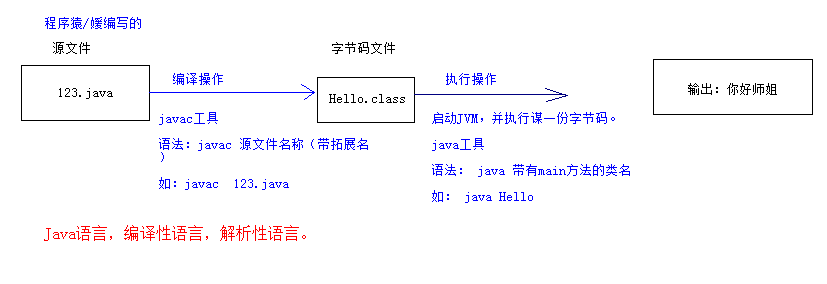 程序猿/媛编写的
源文件
字节码文件
编译操作
执行操作
123.java
Hello.class
输出：你好师姐
javac工具
语法：javac 源文件名称（带拓展名
）
如：javac  123.java
启动JVM，并执行谋一份字节码。
java工具
语法： java 带有main方法的类名
如： java Hello
Java语言，编译性语言，解析性语言。